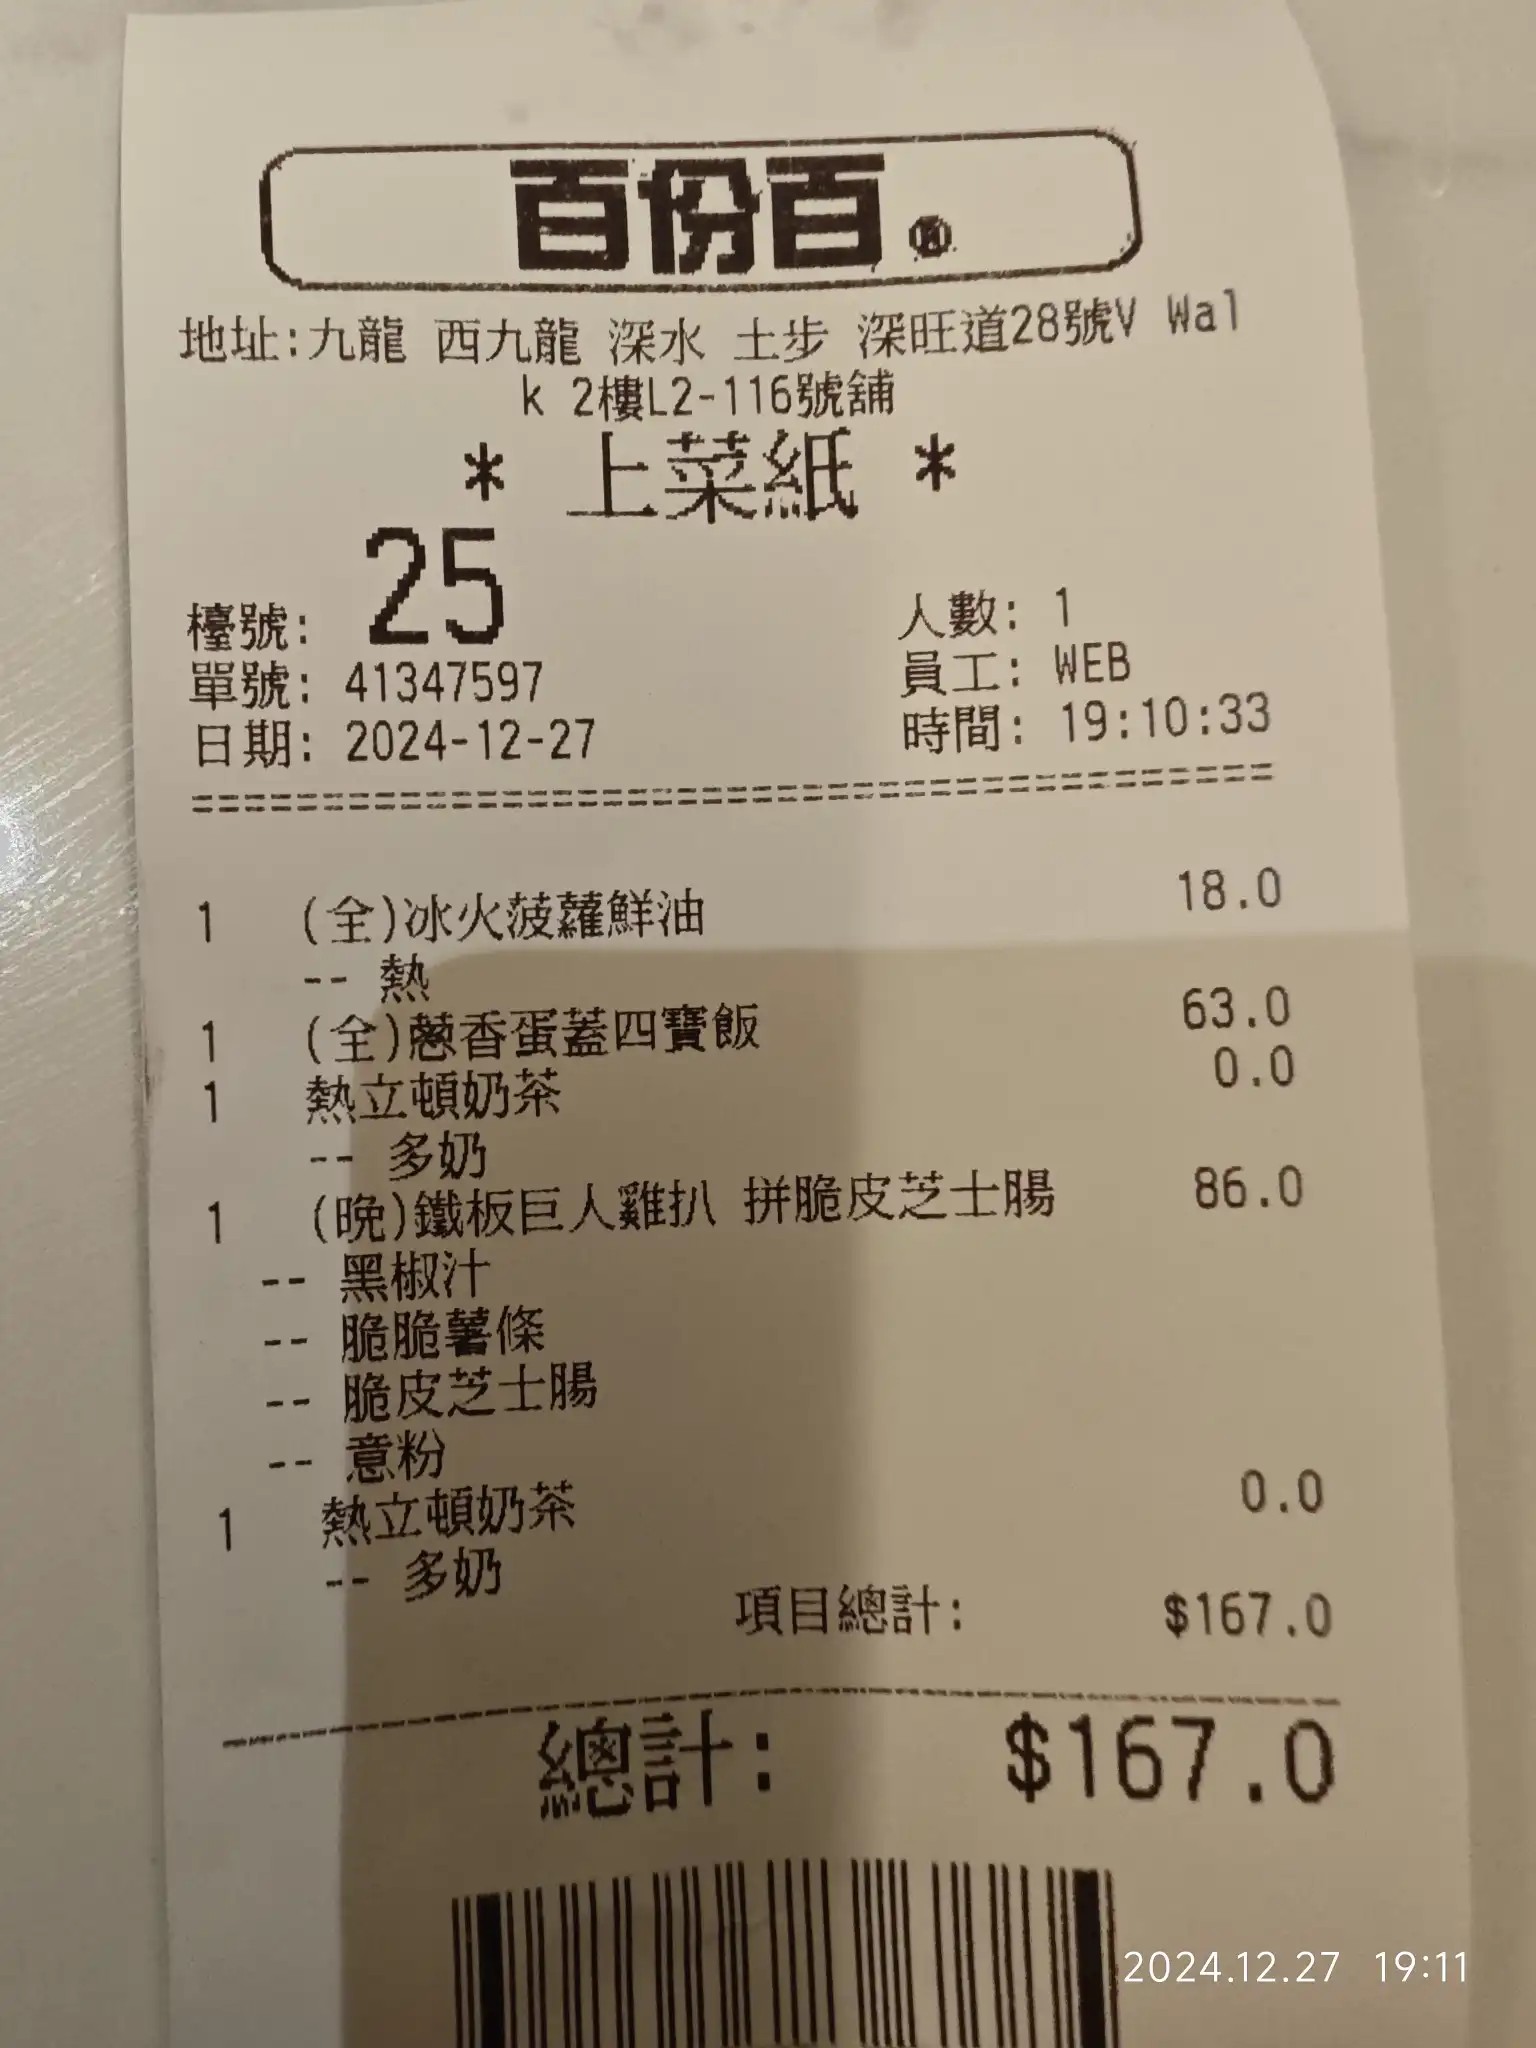 百份百®
地址:九龍 西九龍 深水 土步 深旺道28號V Wal
k 2樓L2-116號舖
* 上菜紙 *
檯號: 25 人數: 1
單號: 41347597 員工: WEB
日期: 2024-12-27 時間: 19:10:33
1 (全)冰火菠蘿鮮油 18.0
-- 熱
1 (全)蔥香蛋蓋四寶飯 63.0
1 熱立頓奶茶 0.0
-- 多奶
1 (晚)鐵板巨人雞扒 拼脆皮芝士腸 86.0
-- 黑椒汁
-- 脆脆薯條
-- 脆皮芝士腸
-- 意粉
1 熱立頓奶茶 0.0
-- 多奶
項目總計: $167.0
總計: $167.0
2024.12.27 19:11